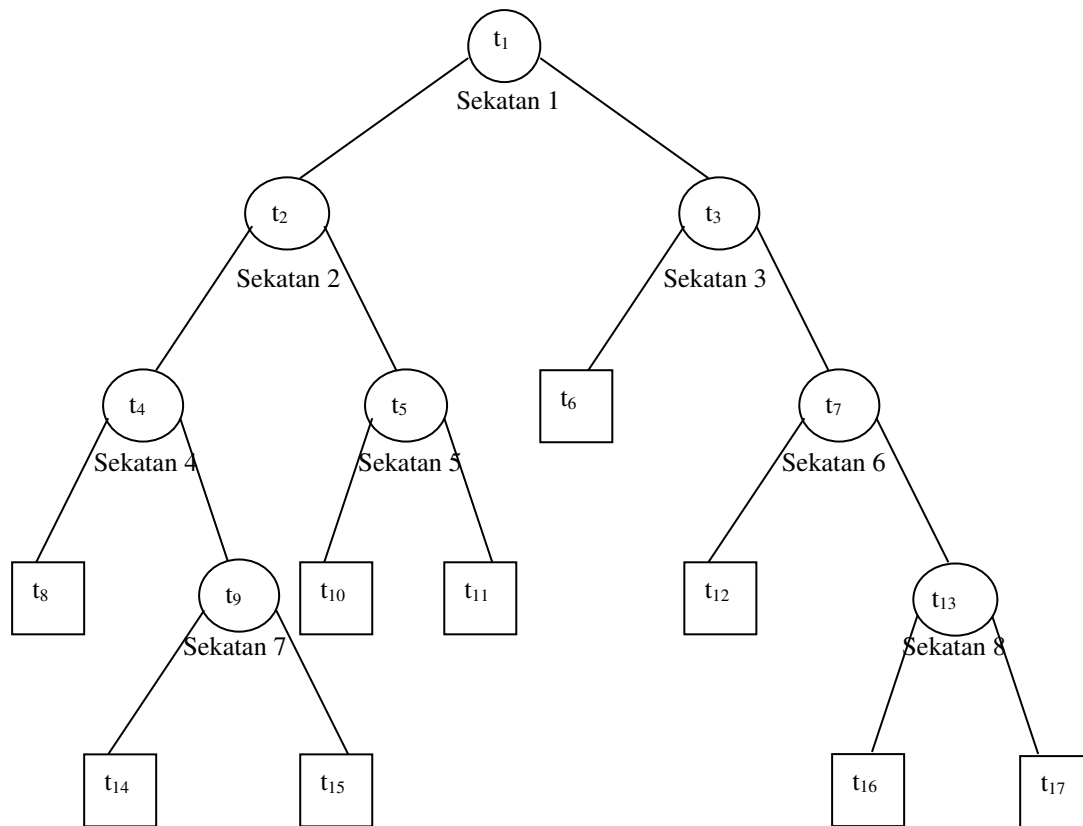 t₁
Sekatan 1
t₂
t₃
Sekatan 2
Sekatan 3
t₄
t₅
t₆
t₇
Sekatan 4
Sekatan 5
Sekatan 6
t₈
t₉
t₁₀
t₁₁
t₁₂
t₁₃
Sekatan 7
Sekatan 8
t₁₄
t₁₅
t₁₆
t₁₇